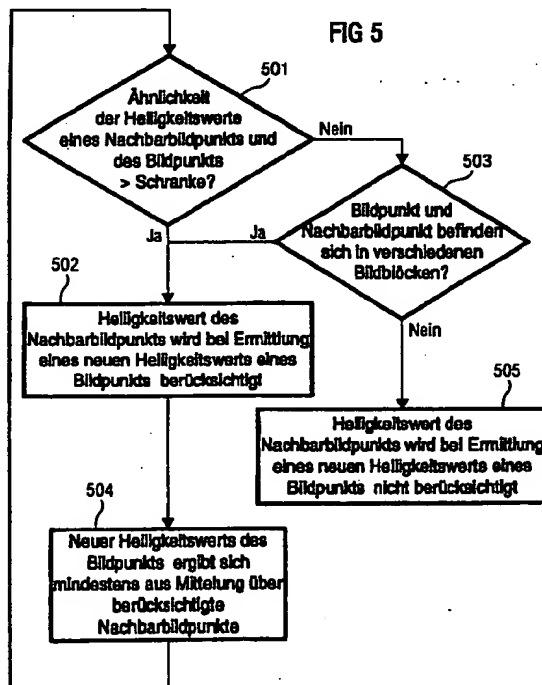 FIG 5
501
Ähnlichkeit
der Helligkeitswerte
eines Nachbarbildpunkts und
des Bildpunkts
> Schranke?
Nein
503
Ja
Bildpunkt und
Nachbarbildpunkt befinden
sich in verschiedenen
Bildblöcken?
Ja
502
Helligkeitswert des
Nachbarbildpunkts wird bei Ermittlung
eines neuen Helligkeitswerts eines
Bildpunkts berücksichtigt
Nein
505
Helligkeitswert des
Nachbarbildpunkts wird bei Ermittlung
eines neuen Helligkeitswerts eines
Bildpunkts nicht berücksichtigt
504
Neuer Helligkeitswerts des
Bildpunkts ergibt sich
mindestens aus Mittelung über
berücksichtigte
Nachbarbildpunkte